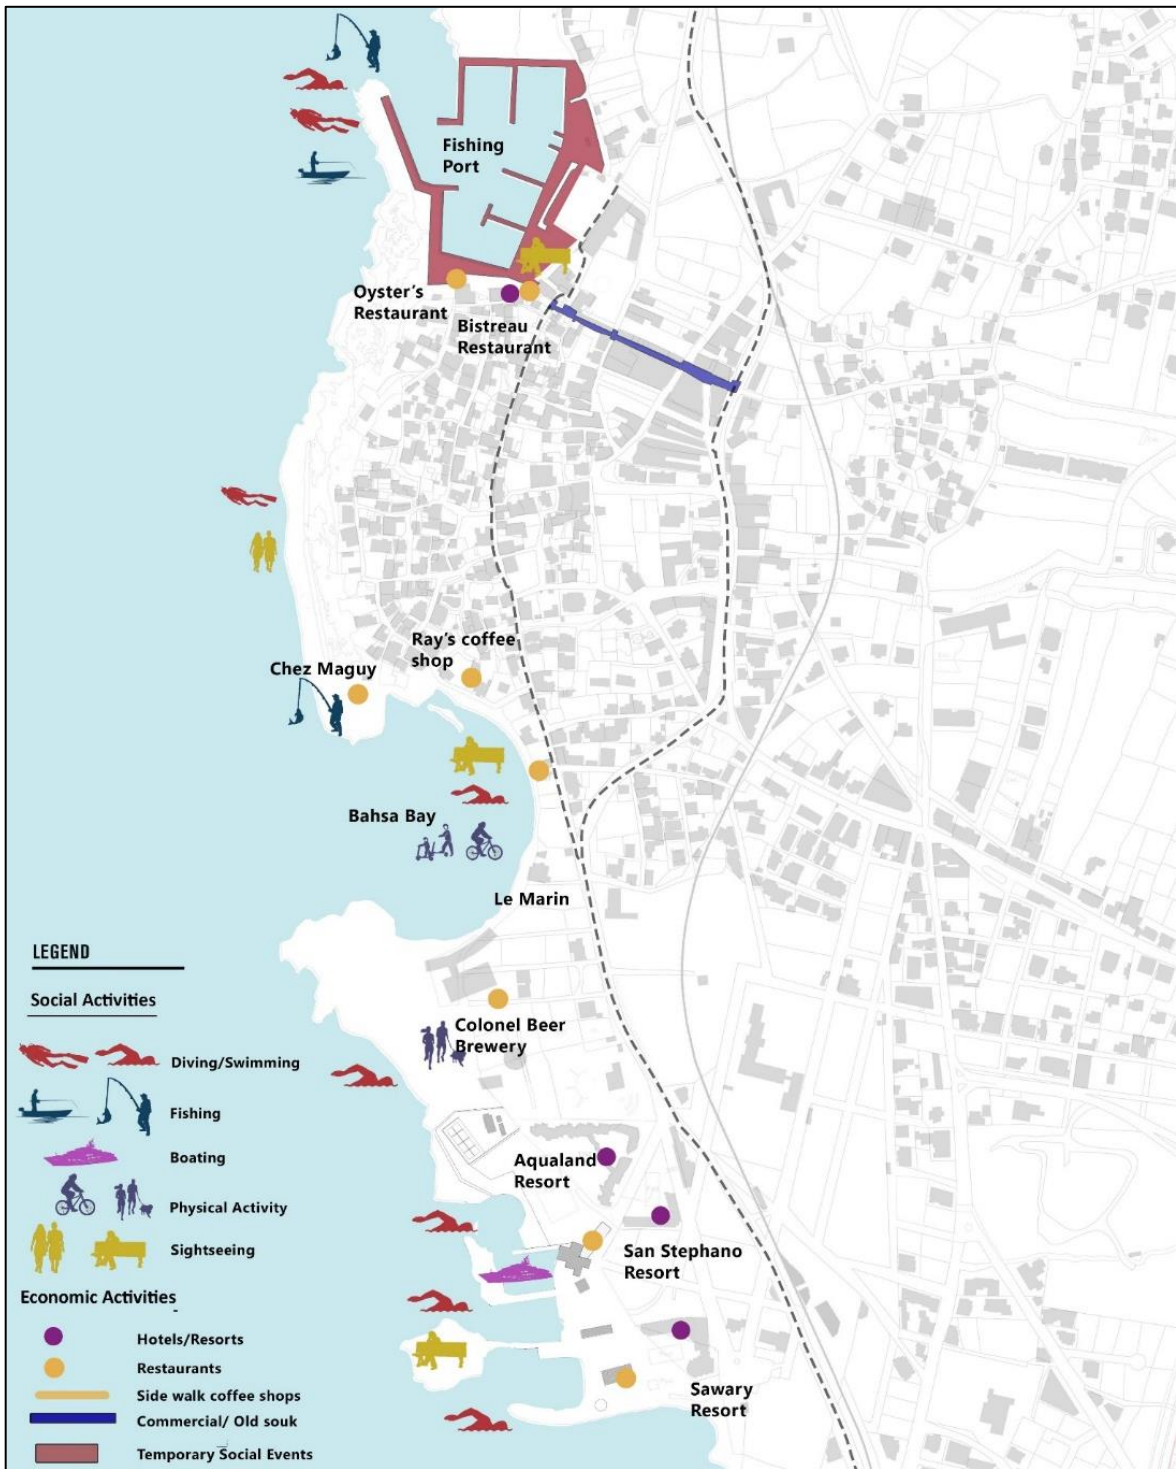 Fishing
Port
Oyster's
Restaurant
Bistreau
Restaurant
Ray's coffee
shop
Chez Maguy
Bahsa Bay
Le Marin
Colonel Beer
Brewery
Aqualand
Resort
San Stephano
Resort
Sawary
Resort
LEGEND
Social Activities
Diving/Swimming
Fishing
Boating
Physical Activity
Sightseeing
Economic Activities
Hotels/Resorts
Restaurants
Side walk coffee shops
Commercial/ Old souk
Temporary Social Events